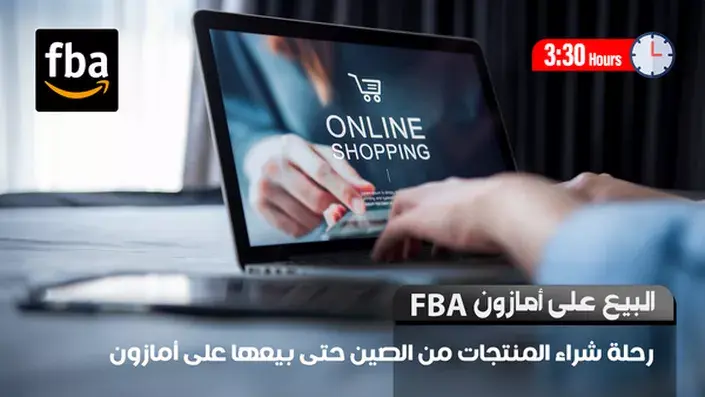 fba
3:30 Hours
ONLINE
SHOPPING
البيع على أمازون FBA
رحلة شراء المنتجات من الصين حتى بيعها على أمازون